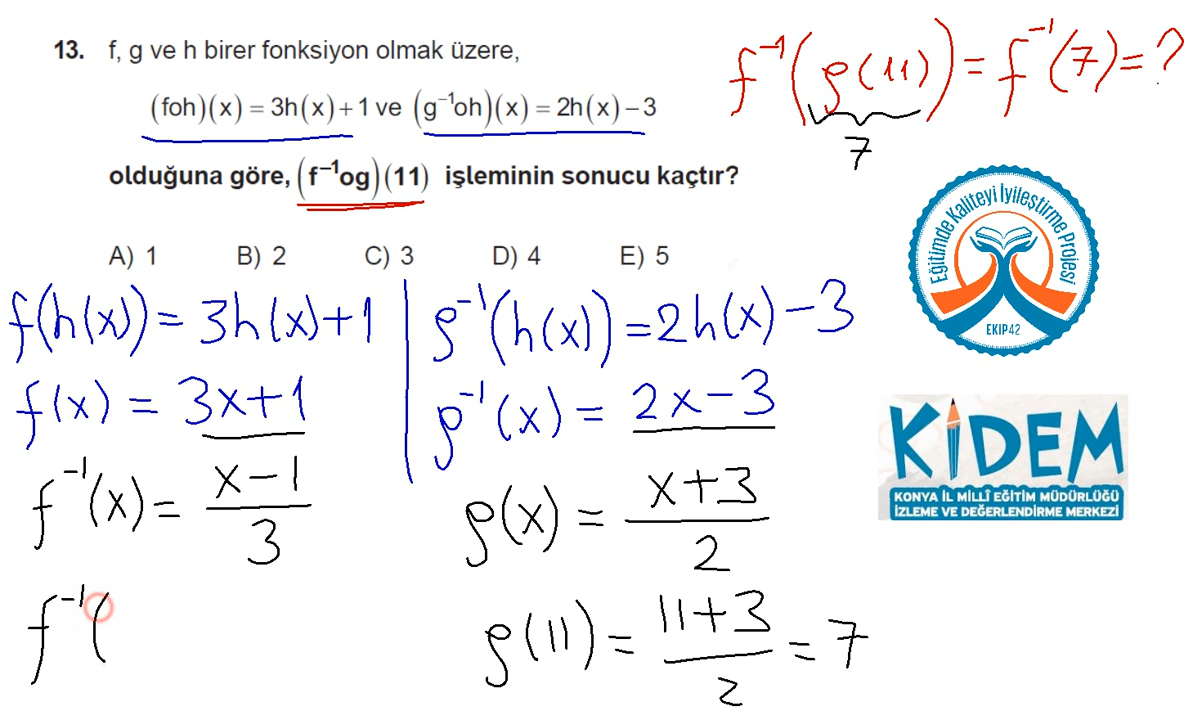 13. f, g ve h birer fonksiyon olmak üzere,
(foh)(x) = 3h(x) + 1 ve (g⁻¹oh)(x) = 2h(x) – 3
olduğuna göre, (f⁻¹og)(11) işleminin sonucu kaçtır?
A) 1 B) 2 C) 3 D) 4 E) 5
f⁻¹(g(11)) = f⁻¹(7) = ?
7
f(h(x)) = 3h(x)+1 | g⁻¹(h(x)) = 2h(x)-3
f(x) = 3x+1 | g⁻¹(x) = 2x-3
f⁻¹(x) = (x-1)/3
g(x) = (x+3)/2
f⁻¹(
g(11) = (11+3)/2 = 7
Eğitimde Kaliteyi İyileştirme Projesi
EKIP42
KİDEM
KONYA İL MİLLÎ EĞİTİM MÜDÜRLÜĞÜ
İZLEME VE DEĞERLENDİRME MERKEZİ